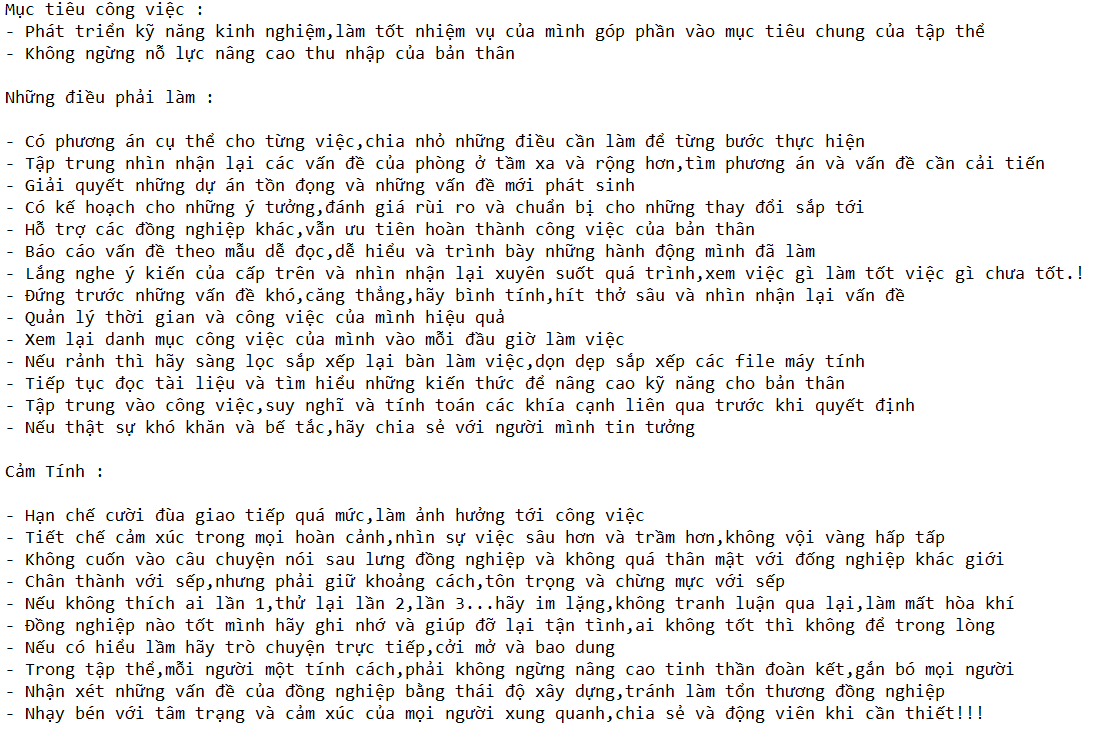 Mục tiêu công việc :
- Phát triển kỹ năng kinh nghiệm,làm tốt nhiệm vụ của mình góp phần vào mục tiêu chung của tập thể
- Không ngừng nỗ lực nâng cao thu nhập của bản thân
Những điều phải làm :
- Có phương án cụ thể cho từng việc,chia nhỏ những điều cần làm để từng bước thực hiện
- Tập trung nhìn nhận lại các vấn đề của phòng ở tầm xa và rộng hơn,tìm phương án và vấn đề cần cải tiến
- Giải quyết những dự án tồn đọng và những vấn đề mới phát sinh
- Có kế hoạch cho những ý tưởng,đánh giá rùi ro và chuẩn bị cho những thay đổi sắp tới
- Hỗ trợ các đồng nghiệp khác,vẫn ưu tiên hoàn thành công việc của bản thân
- Báo cáo vấn đề theo mẫu dễ đọc,dễ hiểu và trình bày những hành động mình đã làm
- Lắng nghe ý kiến của cấp trên và nhìn nhận lại xuyên suốt quá trình,xem việc gì làm tốt việc gì chưa tốt.!
- Đứng trước những vấn đề khó,căng thẳng,hãy bình tính,hít thở sâu và nhìn nhận lại vấn đề
- Quản lý thời gian và công việc của mình hiệu quả
- Xem lại danh mục công việc của mình vào mỗi đầu giờ làm việc
- Nếu rảnh thì hãy sàng lọc sắp xếp lại bàn làm việc,dọn dẹp sắp xếp các file máy tính
- Tiếp tục đọc tài liệu và tìm hiểu những kiến thức để nâng cao kỹ năng cho bản thân
- Tập trung vào công việc,suy nghĩ và tính toán các khía cạnh liên qua trước khi quyết định
- Nếu thật sự khó khăn và bế tắc,hãy chia sẻ với người mình tin tưởng
Cảm Tính :
- Hạn chế cười đùa giao tiếp quá mức,làm ảnh hưởng tới công việc
- Tiết chế cảm xúc trong mọi hoàn cảnh,nhìn sự việc sâu hơn và trầm hơn,không vội vàng hấp tấp
- Không cuốn vào câu chuyện nói sau lưng đồng nghiệp và không quá thân mật với đống nghiệp khác giới
- Chân thành với sếp,nhưng phải giữ khoảng cách,tôn trọng và chừng mực với sếp
- Nếu không thích ai lần 1,thử lại lần 2,lần 3...hãy im lặng,không tranh luận qua lại,làm mất hòa khí
- Đồng nghiệp nào tốt mình hãy ghi nhớ và giúp đỡ lại tận tình,ai không tốt thì không để trong lòng
- Nếu có hiểu lầm hãy trò chuyện trực tiếp,cởi mở và bao dung
- Trong tập thể,mỗi người một tính cách,phải không ngừng nâng cao tinh thần đoàn kết,gắn bó mọi người
- Nhận xét những vấn đề của đồng nghiệp bằng thái độ xây dựng,tránh làm tổn thương đồng nghiệp
- Nhạy bén với tâm trạng và cảm xúc của mọi người xung quanh,chia sẻ và động viên khi cần thiết!!!